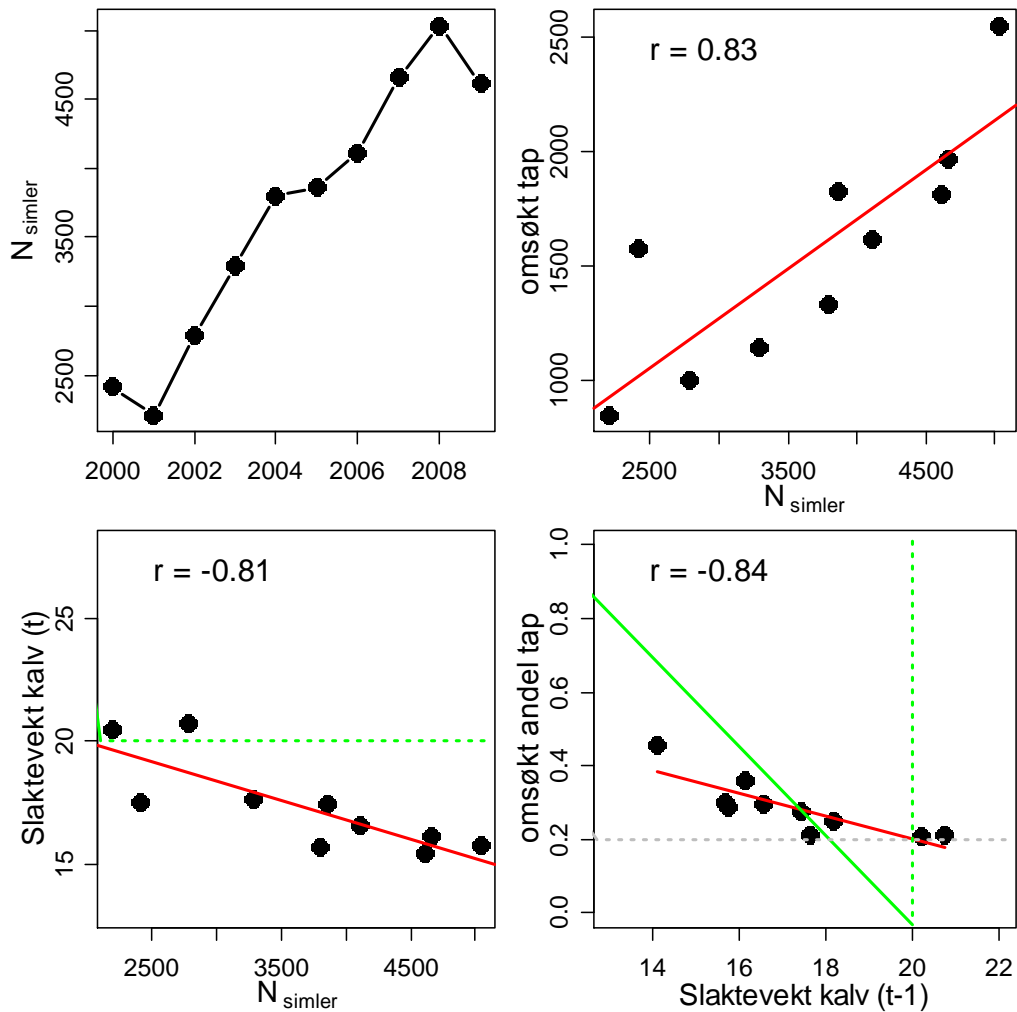 N simler
2500 3500 4500
2000 2002 2004 2006 2008
r = 0.83
omsøkt tap
1000 1500 2000 2500
2500 3500 4500
N simler
r = -0.81
Slaktevekt kalv (t)
15 20 25
2500 3500 4500
N simler
r = -0.84
omsøkt andel tap
0.0 0.2 0.4 0.6 0.8 1.0
14 16 18 20 22
Slaktevekt kalv (t-1)